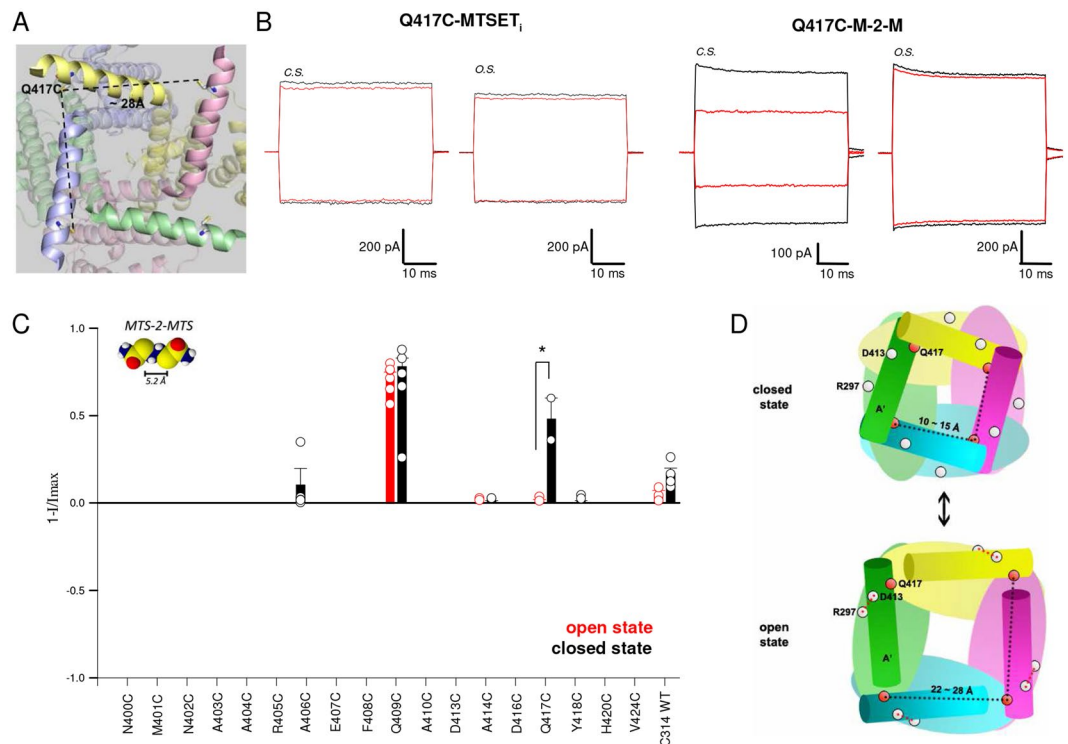 A
Q417C
~ 28Å
B
Q417C-MTSETi
C.S.
O.S.
200 pA
10 ms
200 pA
10 ms
Q417C-M-2-M
C.S.
O.S.
100 pA
10 ms
200 pA
10 ms
C
MTS-2-MTS
5.2 Å
1-I/Imax
1.0
0.5
0.0
-0.5
-1.0
*
open state
closed state
N400C
M401C
N402C
A403C
A404C
R405C
A406C
E407C
F408C
Q409C
A410C
D413C
A414C
D416C
Q417C
Y418C
H420C
V424C
C314 WT
D
closed
state
D413
Q417
R297
A'
10 ~ 15 Å
open
state
Q417
D413
R297
A'
22 ~ 28 Å